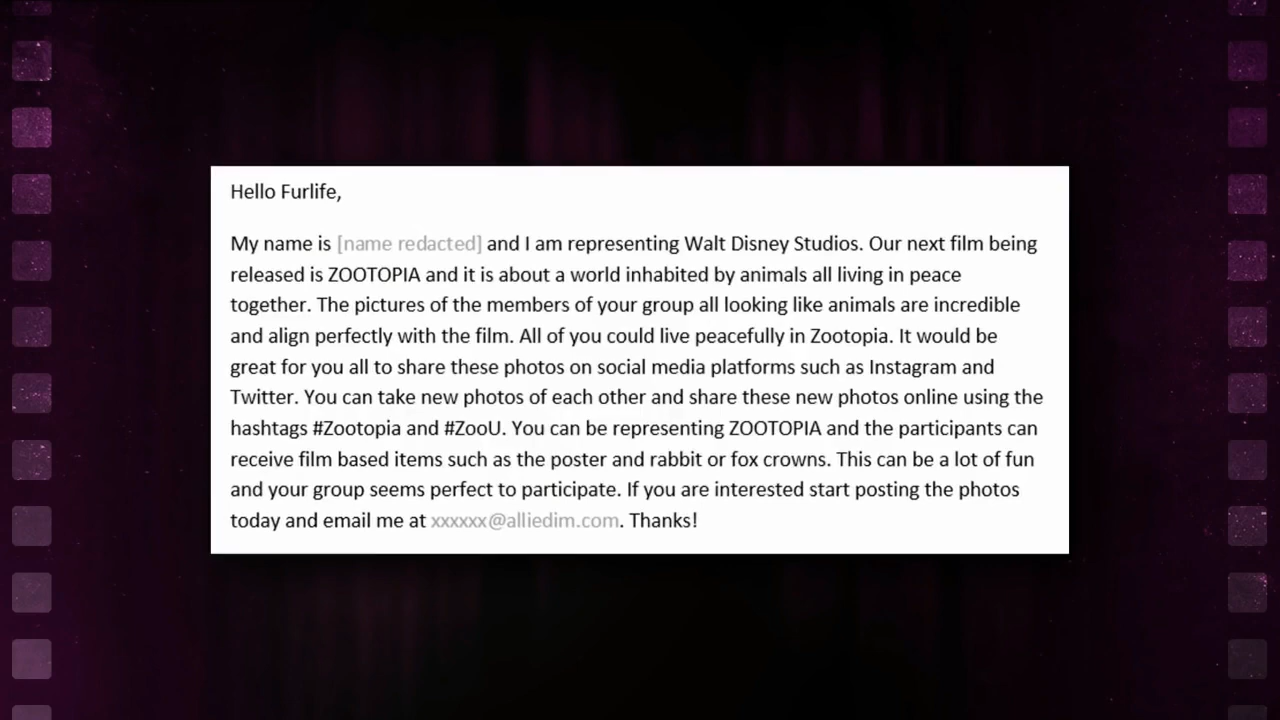 Hello Furlife,
My name is [name redacted] and I am representing Walt Disney Studios. Our next film being
released is ZOOTOPIA and it is about a world inhabited by animals all living in peace
together. The pictures of the members of your group all looking like animals are incredible
and align perfectly with the film. All of you could live peacefully in Zootopia. It would be
great for you all to share these photos on social media platforms such as Instagram and
Twitter. You can take new photos of each other and share these new photos online using the
hashtags #Zootopia and #ZooU. You can be representing ZOOTOPIA and the participants can
receive film based items such as the poster and rabbit or fox crowns. This can be a lot of fun
and your group seems perfect to participate. If you are interested start posting the photos
today and email me at xxxxxx@alliedim.com. Thanks!